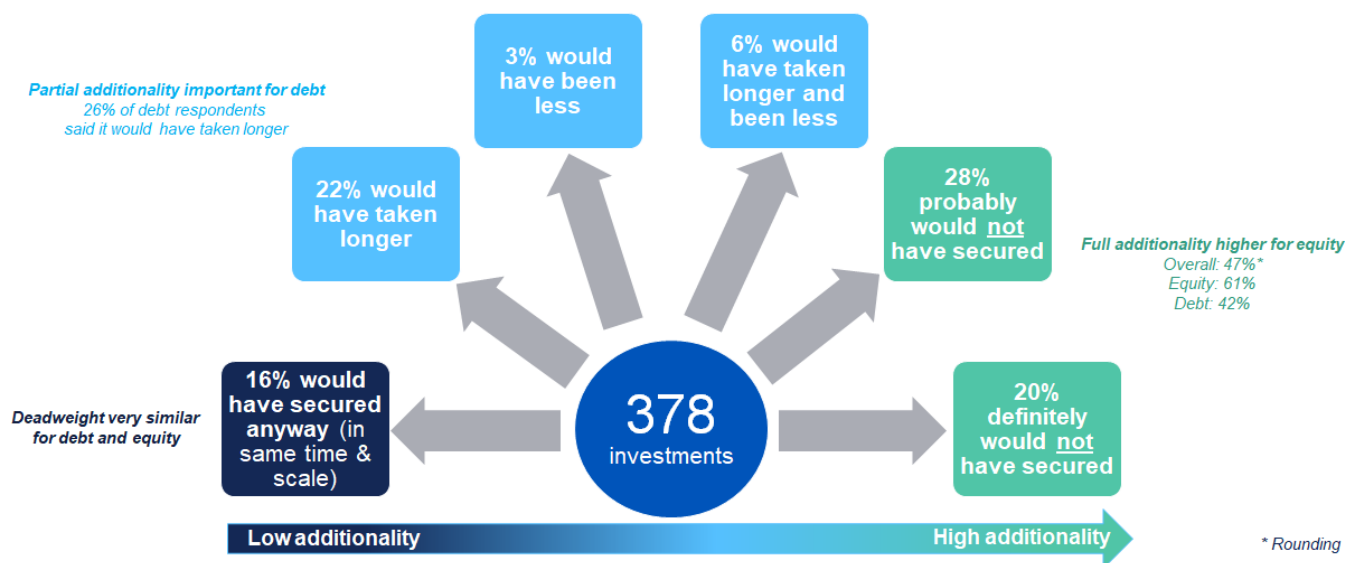 3% would
have been
less
6% would
have taken
longer and
been less
Partial additionality important for debt
26% of debt respondents
said it would have taken longer
22% would
have taken
longer
28%
probably
would not
have secured
Full additionality higher for equity
Overall: 47%*
Equity: 61%
Debt: 42%
16% would
have secured
anyway (in
same time &
scale)
Deadweight very similar
for debt and equity
378
investments
20%
definitely
would not
have secured
Low additionality
High additionality
* Rounding